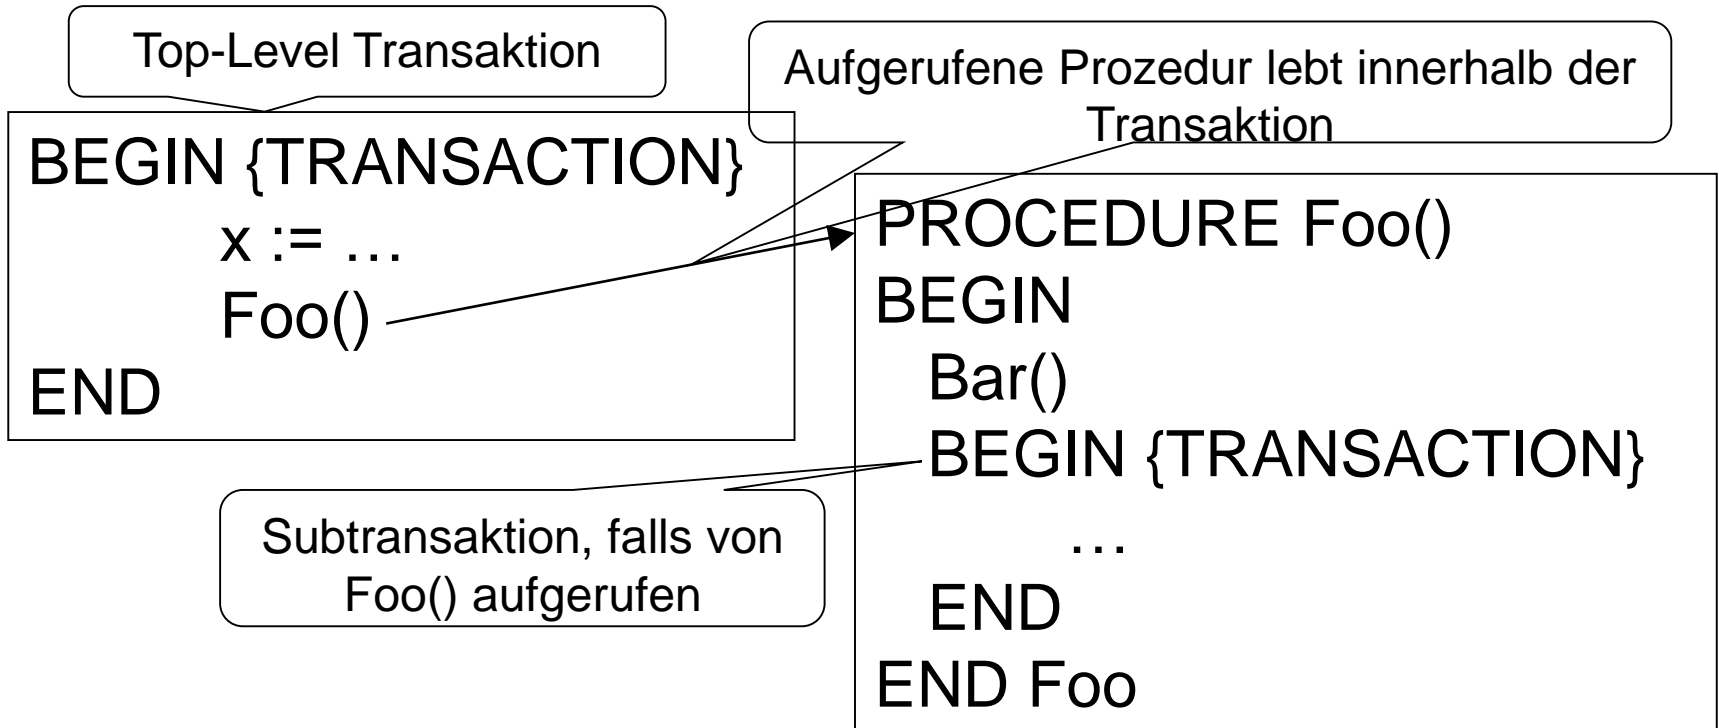 Top-Level Transaktion
Aufgerufene Prozedur lebt innerhalb der
Transaktion
BEGIN {TRANSACTION}
x := …
Foo()
END
PROCEDURE Foo()
BEGIN
Bar()
BEGIN {TRANSACTION}
…
END
END Foo
Subtransaktion, falls von
Foo() aufgerufen